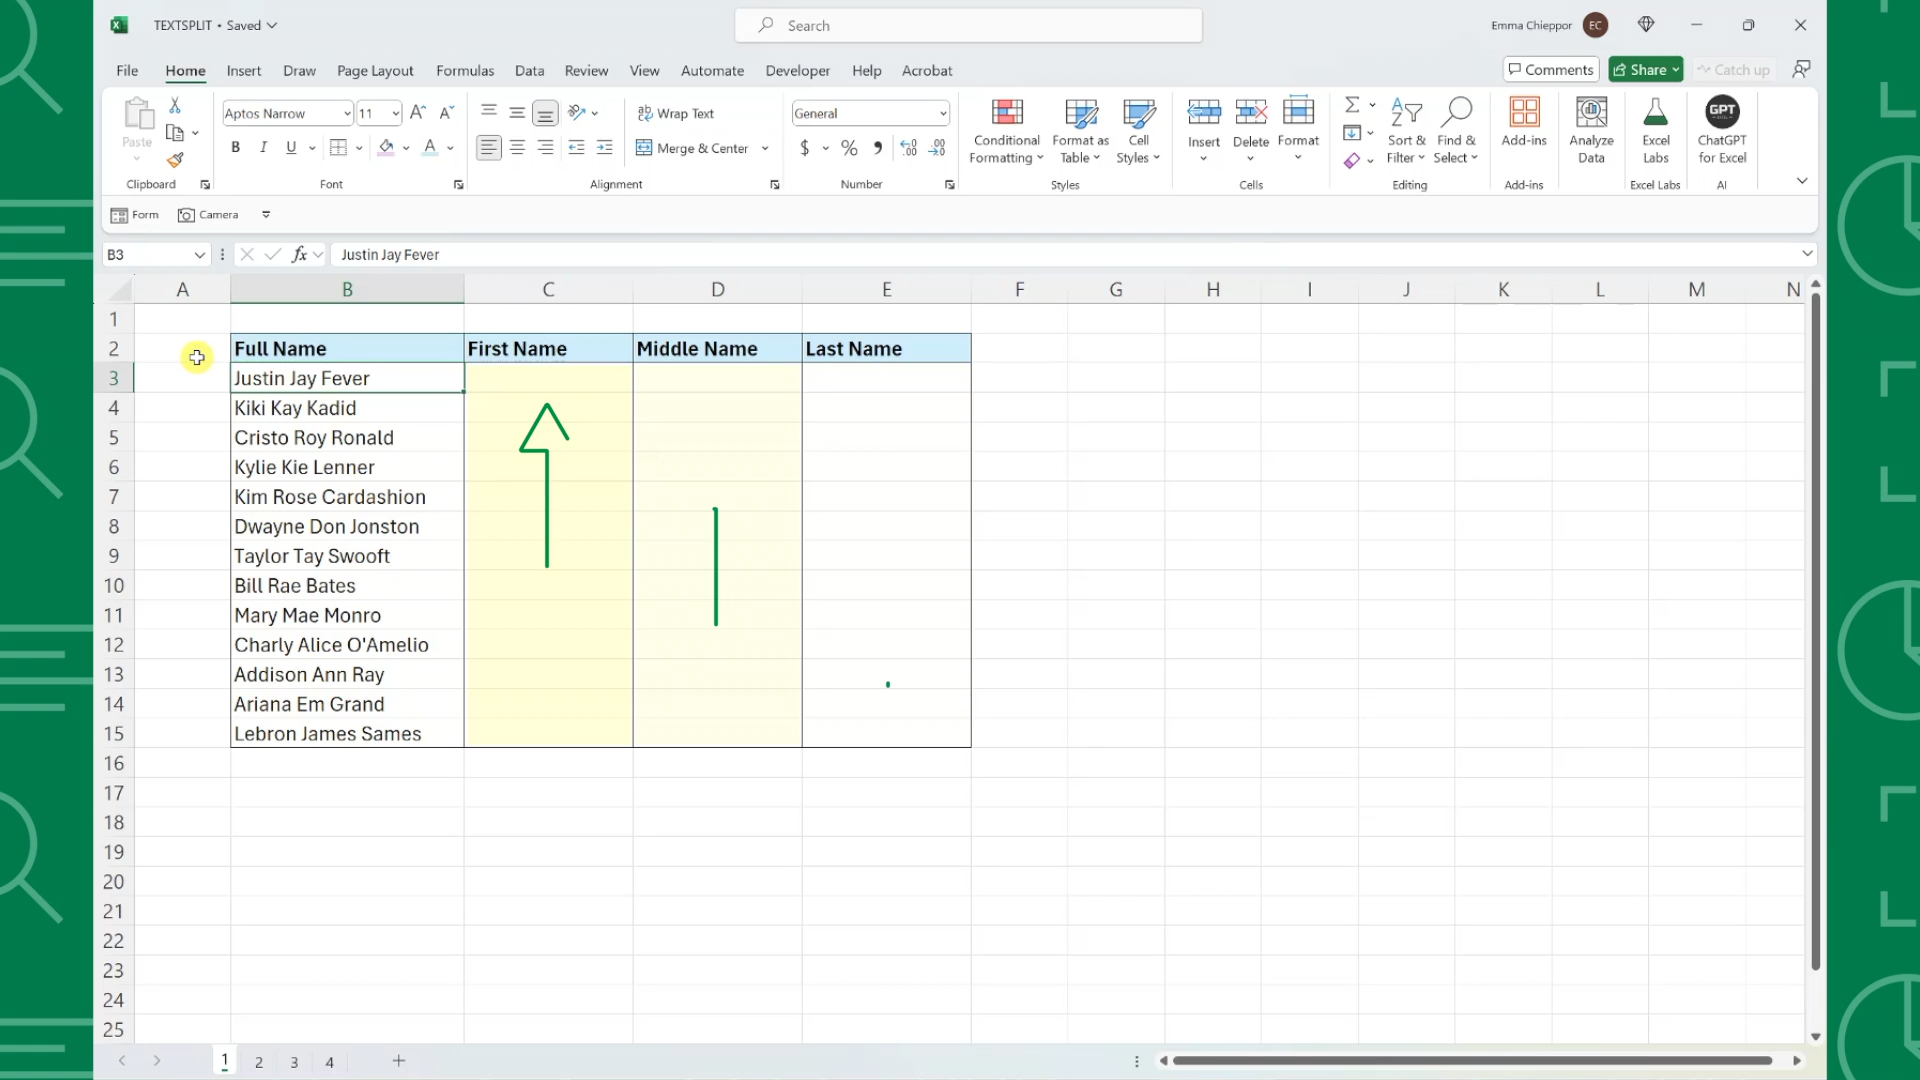 TEXTSPLIT • Saved
Search
Emma Chieppor
EC
File Home Insert Draw Page Layout Formulas Data Review View Automate Developer Help Acrobat
Comments Share Catch up
Paste
Clipboard
Aptos Narrow 11
B I U A
Font
Wrap Text
Merge & Center
Alignment
General
$ % ,
Number
Conditional Formatting
Format as Table
Cell Styles
Styles
Insert Delete Format
Cells
Sort & Filter
Find & Select
Editing
Add-ins
Add-ins
Analyze Data
Excel Labs
Excel Labs
GPT
ChatGPT for Excel
AI
Form Camera
B3 fx Justin Jay Fever
A B C D E F G H I J K L M N
1
2 Full Name First Name Middle Name Last Name
3 Justin Jay Fever
4 Kiki Kay Kadid
5 Cristo Roy Ronald
6 Kylie Kie Lenner
7 Kim Rose Cardashion
8 Dwayne Don Jonston
9 Taylor Tay Swooft
10 Bill Rae Bates
11 Mary Mae Monro
12 Charly Alice O'Amelio
13 Addison Ann Ray
14 Ariana Em Grand
15 Lebron James Sames
16
17
18
19
20
21
22
23
24
25
1 2 3 4